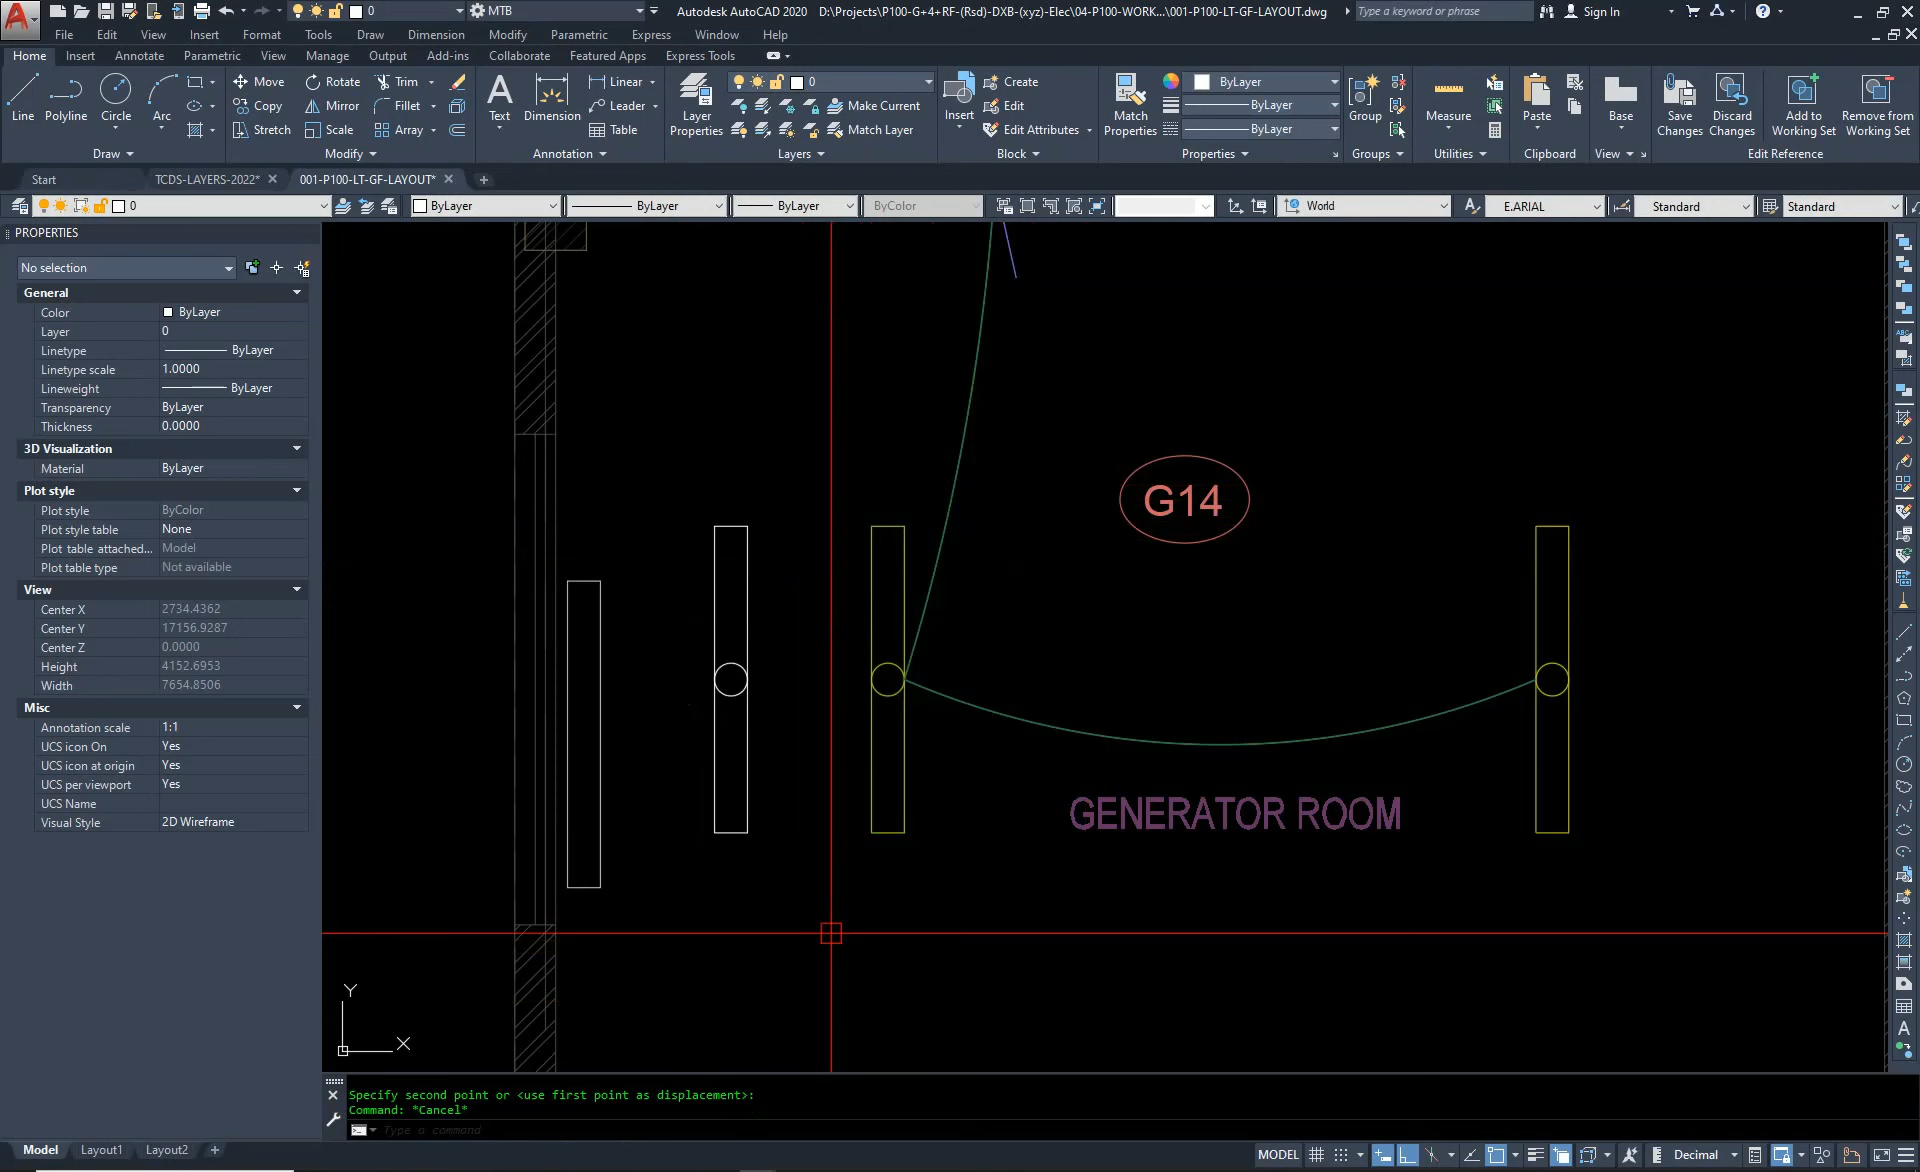 0
MTB
Autodesk AutoCAD 2020 D:\Projects\P100-G+4+RF-(Rsd)-DXB-(xyz)-Elec\04-P100-WORK...\001-P100-LT-GF-LAYOUT.dwg
Type a keyword or phrase
Sign In
File Edit View Insert Format Tools Draw Dimension Modify Parametric Express Window Help
Home Insert Annotate Parametric View Manage Output Add-ins Collaborate Featured Apps Express Tools
Line Polyline Circle Arc
Draw
Move Rotate Trim
Copy Mirror Fillet
Stretch Scale Array
Modify
Text Dimension
Linear
Leader
Table
Annotation
Layer Properties
0
Make Current
Match Layer
Layers
Insert
Create
Edit
Edit Attributes
Block
Match Properties
ByLayer
ByLayer
ByLayer
Properties
Group
Groups
Measure
Utilities
Paste
Clipboard
Base
View
Save Changes
Discard Changes
Add to Working Set
Remove from Working Set
Edit Reference
Start TCDS-LAYERS-2022* 001-P100-LT-GF-LAYOUT*
0 ByLayer ByLayer ByLayer ByColor World E.ARIAL Standard Standard
PROPERTIES
No selection
General
Color ByLayer
Layer 0
Linetype ByLayer
Linetype scale 1.0000
Lineweight ByLayer
Transparency ByLayer
Thickness 0.0000
3D Visualization
Material ByLayer
Plot style
Plot style ByColor
Plot style table None
Plot table attached... Model
Plot table type Not available
View
Center X 2734.4362
Center Y 17156.9287
Center Z 0.0000
Height 4152.6953
Width 7654.8506
Misc
Annotation scale 1:1
UCS icon On Yes
UCS icon at origin Yes
UCS per viewport Yes
UCS Name
Visual Style 2D Wireframe
G14
GENERATOR ROOM
Y
X
Specify second point or <use first point as displacement>:
Command: *Cancel*
Type a command
Model Layout1 Layout2
MODEL
Decimal